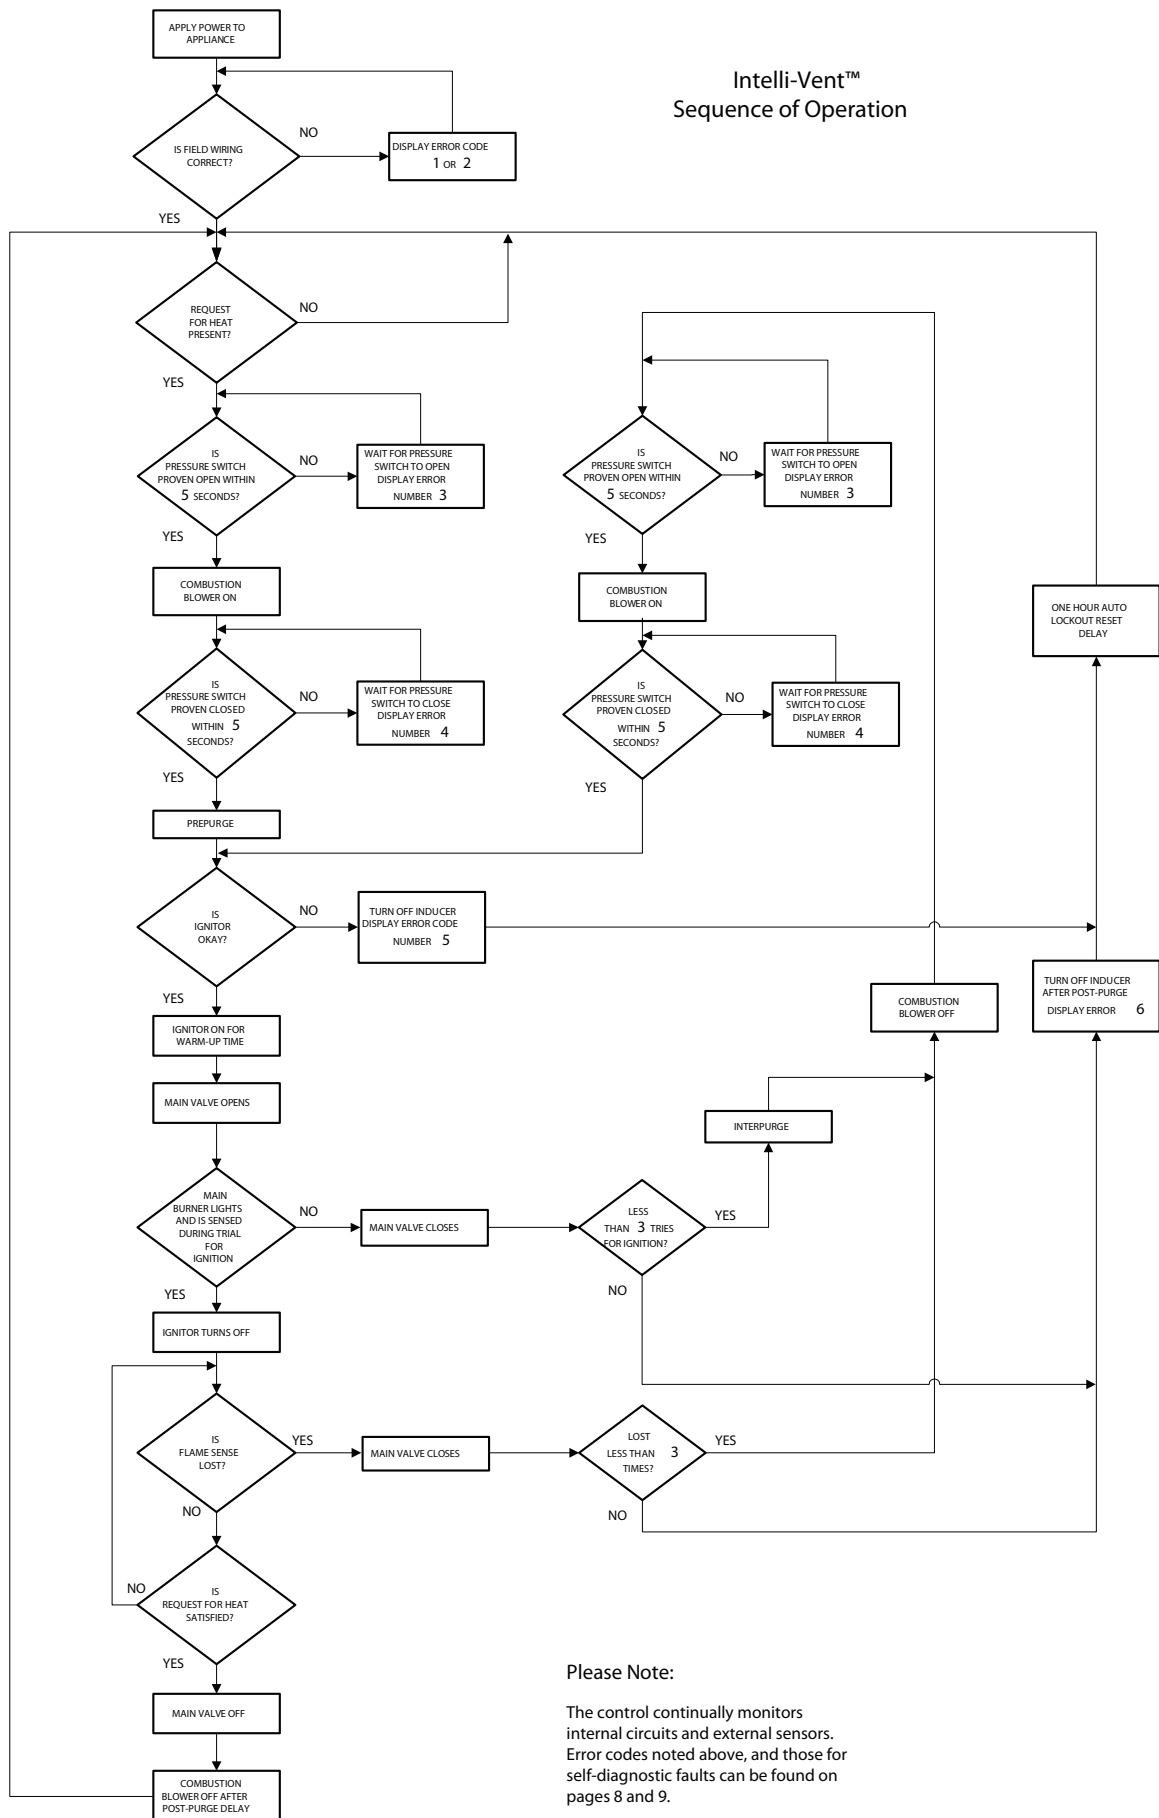 APPLY POWER TO
APPLIANCE
Intelli-Vent™
Sequence of Operation
IS FIELD WIRING
CORRECT?
NO
DISPLAY ERROR CODE
1 OR 2
YES
REQUEST
FOR HEAT
PRESENT?
NO
YES
IS
PRESSURE SWITCH
PROVEN OPEN WITHIN
5 SECONDS?
NO
WAIT FOR PRESSURE
SWITCH TO OPEN
DISPLAY ERROR
NUMBER 3
YES
IS
PRESSURE SWITCH
PROVEN OPEN WITHIN
5 SECONDS?
NO
WAIT FOR PRESSURE
SWITCH TO OPEN
DISPLAY ERROR
NUMBER 3
YES
COMBUSTION
BLOWER ON
COMBUSTION
BLOWER ON
ONE HOUR AUTO
LOCKOUT RESET
DELAY
IS
PRESSURE SWITCH
PROVEN CLOSED
WITHIN 5
SECONDS?
NO
WAIT FOR PRESSURE
SWITCH TO CLOSE
DISPLAY ERROR
NUMBER 4
YES
IS
PRESSURE SWITCH
PROVEN CLOSED
WITHIN 5
SECONDS?
NO
WAIT FOR PRESSURE
SWITCH TO CLOSE
DISPLAY ERROR
NUMBER 4
YES
PREPURGE
IS
IGNITOR
OKAY?
NO
TURN OFF INDUCER
DISPLAY ERROR CODE
NUMBER 5
YES
COMBUSTION
BLOWER OFF
TURN OFF INDUCER
AFTER POST-PURGE
DISPLAY ERROR 6
IGNITOR ON FOR
WARM-UP TIME
MAIN VALVE OPENS
INTERPURGE
MAIN
BURNER LIGHTS
AND IS SENSED
DURING TRIAL
FOR
IGNITION
NO
MAIN VALVE CLOSES
LESS
THAN 3 TRIES
FOR IGNITION?
YES
NO
YES
IGNITOR TURNS OFF
IS
FLAME SENSE
LOST?
YES
MAIN VALVE CLOSES
LOST
LESS THAN 3
TIMES?
YES
NO
NO
IS
REQUEST FOR HEAT
SATISFIED?
NO
YES
MAIN VALVE OFF
COMBUSTION
BLOWER OFF AFTER
POST-PURGE DELAY
Please Note:
The control continually monitors
internal circuits and external sensors.
Error codes noted above, and those for
self-diagnostic faults can be found on
pages 8 and 9.